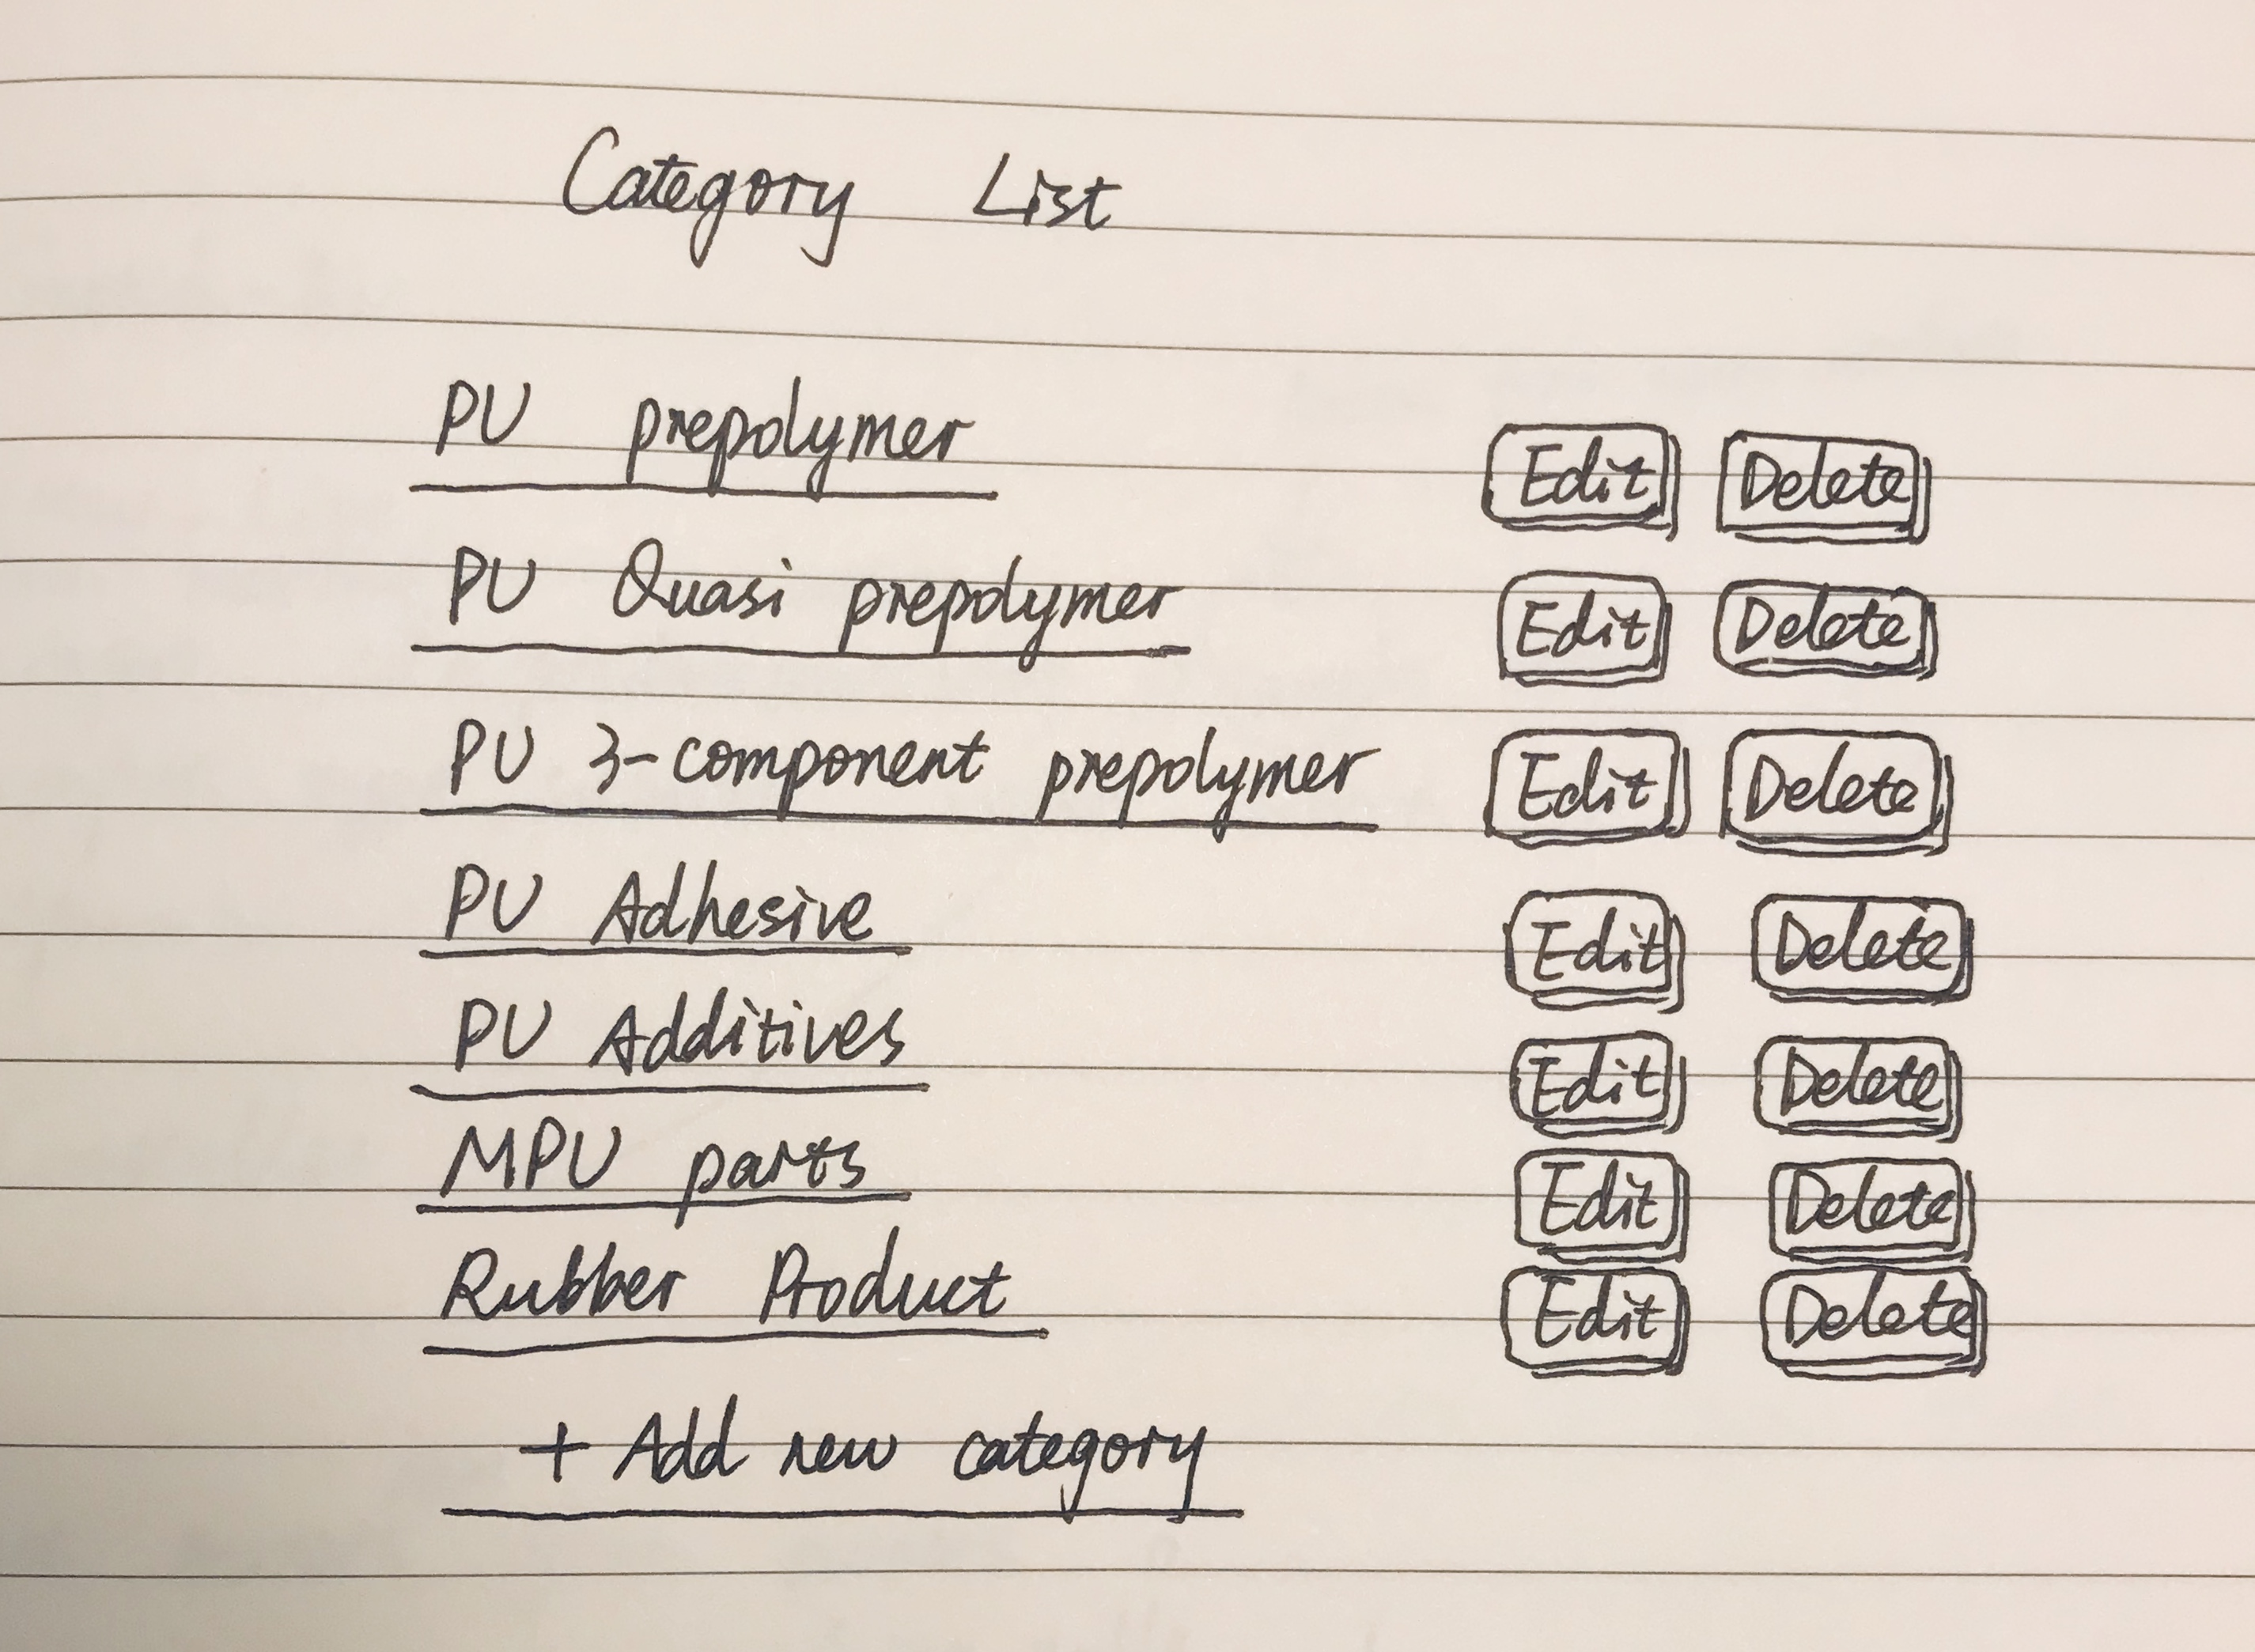 Category List
PU prepolymer Edit Delete
PU Quasi prepolymer Edit Delete
PU 3-component prepolymer Edit Delete
PU Adhesive Edit Delete
PU Additives Edit Delete
MPU parts Edit Delete
Rubber Product Edit Delete
+ Add new category